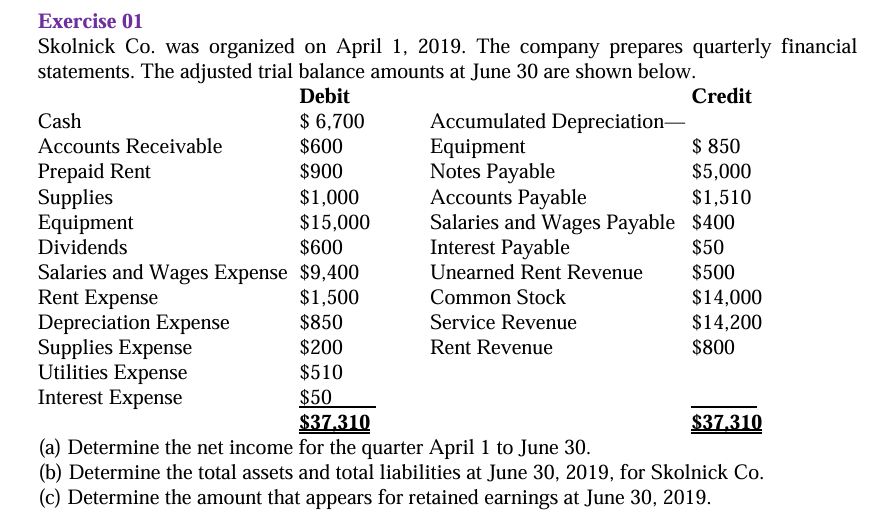 Exercise 01
Skolnick Co. was organized on April 1, 2019. The company prepares quarterly financial
statements. The adjusted trial balance amounts at June 30 are shown below.
Debit Credit
Cash $ 6,700 Accumulated Depreciation—
Accounts Receivable $600 Equipment $ 850
Prepaid Rent $900 Notes Payable $5,000
Supplies $1,000 Accounts Payable $1,510
Equipment $15,000 Salaries and Wages Payable $400
Dividends $600 Interest Payable $50
Salaries and Wages Expense $9,400 Unearned Rent Revenue $500
Rent Expense $1,500 Common Stock $14,000
Depreciation Expense $850 Service Revenue $14,200
Supplies Expense $200 Rent Revenue $800
Utilities Expense $510
Interest Expense $50
$37,310 $37,310
(a) Determine the net income for the quarter April 1 to June 30.
(b) Determine the total assets and total liabilities at June 30, 2019, for Skolnick Co.
(c) Determine the amount that appears for retained earnings at June 30, 2019.